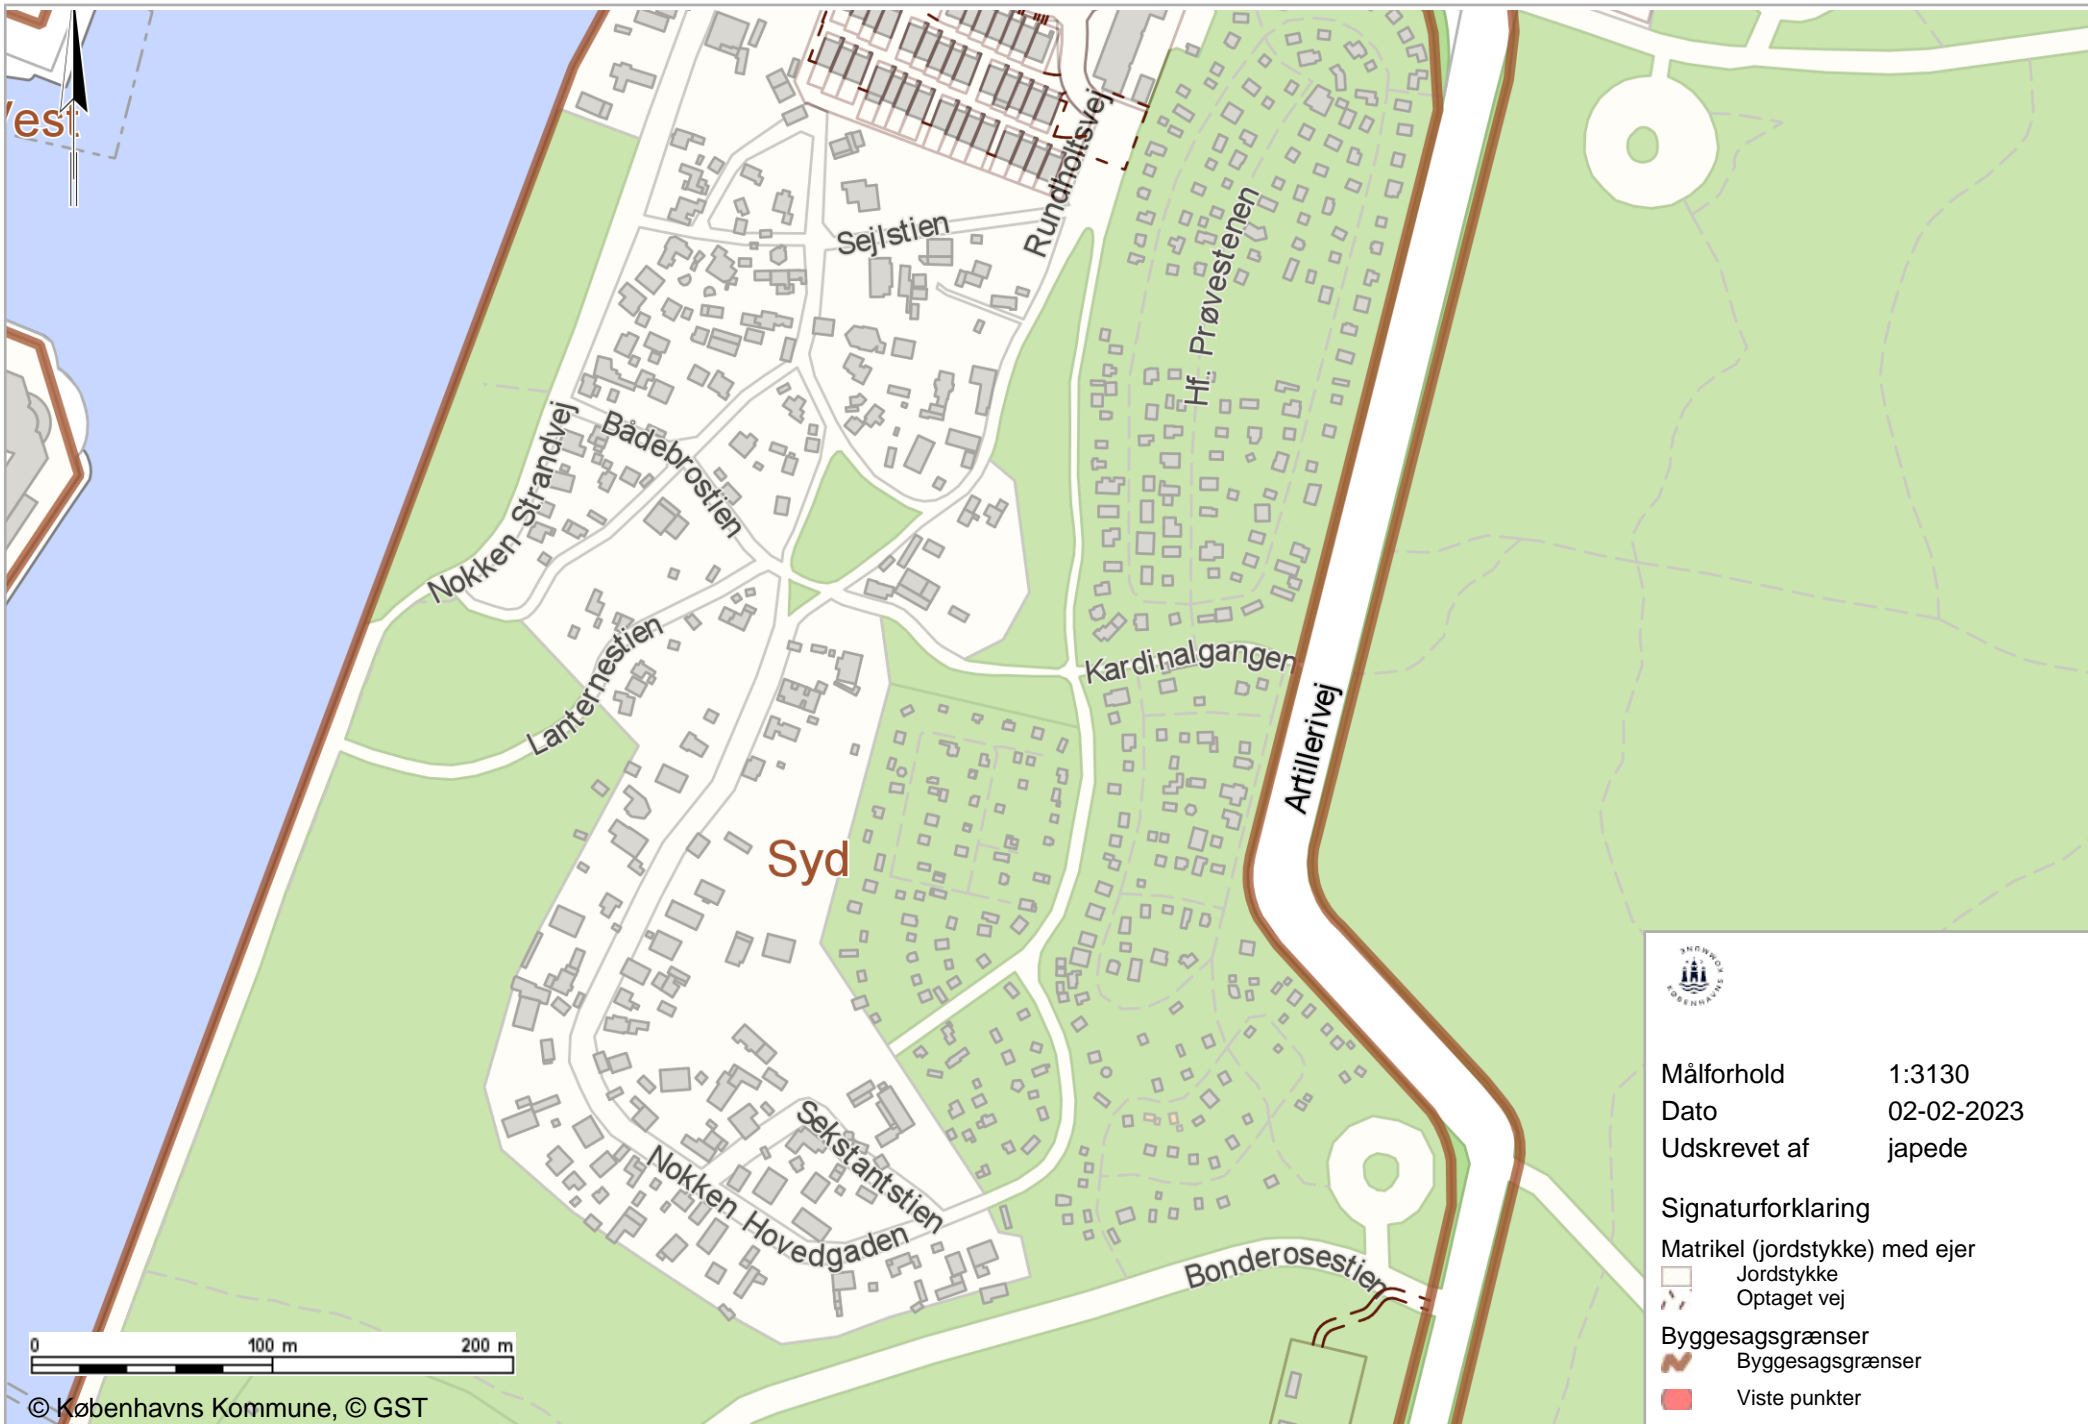 Vest
Rundholtsvej
Sejlstien
Hf. Prøvestenen
Nokken Strandvej
Bådebrostien
Lanternestien
Kardinalgangen
Artillerivej
Syd
Sekstantstien
Nokken Hovedgaden
Bonderosestien
KØBENHAVNS KOMMUNE
Målforhold 1:3130
Dato 02-02-2023
Udskrevet af japede
Signaturforklaring
Matrikel (jordstykke) med ejer
Jordstykke
Optaget vej
Byggesagsgrænser
Byggesagsgrænser
Viste punkter
0 100 m 200 m
© Københavns Kommune, © GST